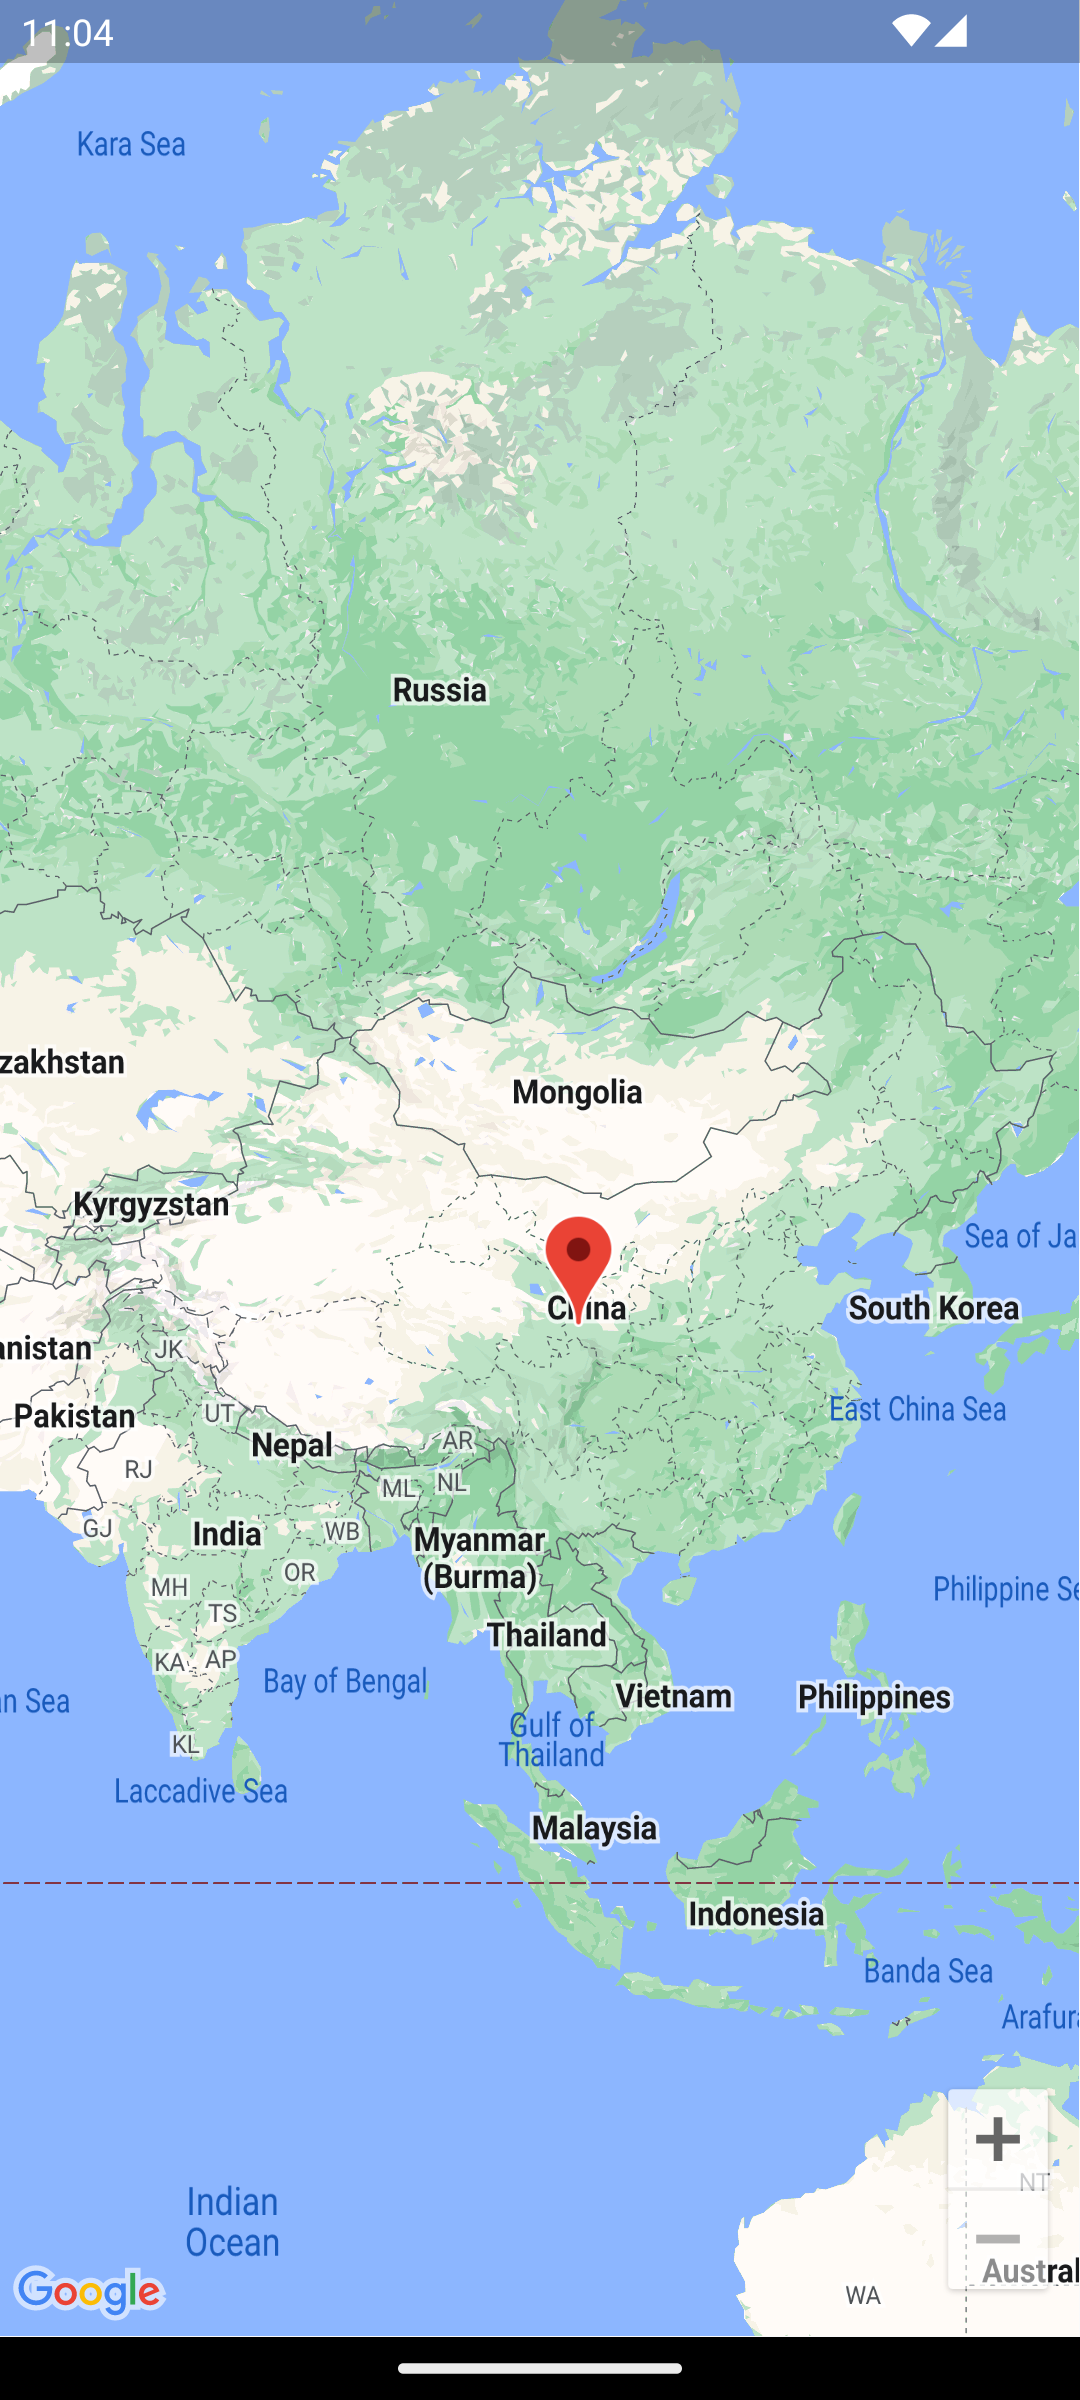 11:04
Kara Sea
Russia
zakhstan
Mongolia
Kyrgyzstan
Sea of Ja
China
South Korea
anistan
JK
Pakistan
UT
East China Sea
Nepal
AR
RJ
ML
NL
GJ
India
WB
Myanmar
(Burma)
OR
MH
Philippine Se
TS
Thailand
KA
AP
Bay of Bengal
an Sea
Vietnam
Philippines
Gulf of
Thailand
KL
Laccadive Sea
Malaysia
Indonesia
Banda Sea
Arafura
NT
Indian
Ocean
Austral
Google
WA